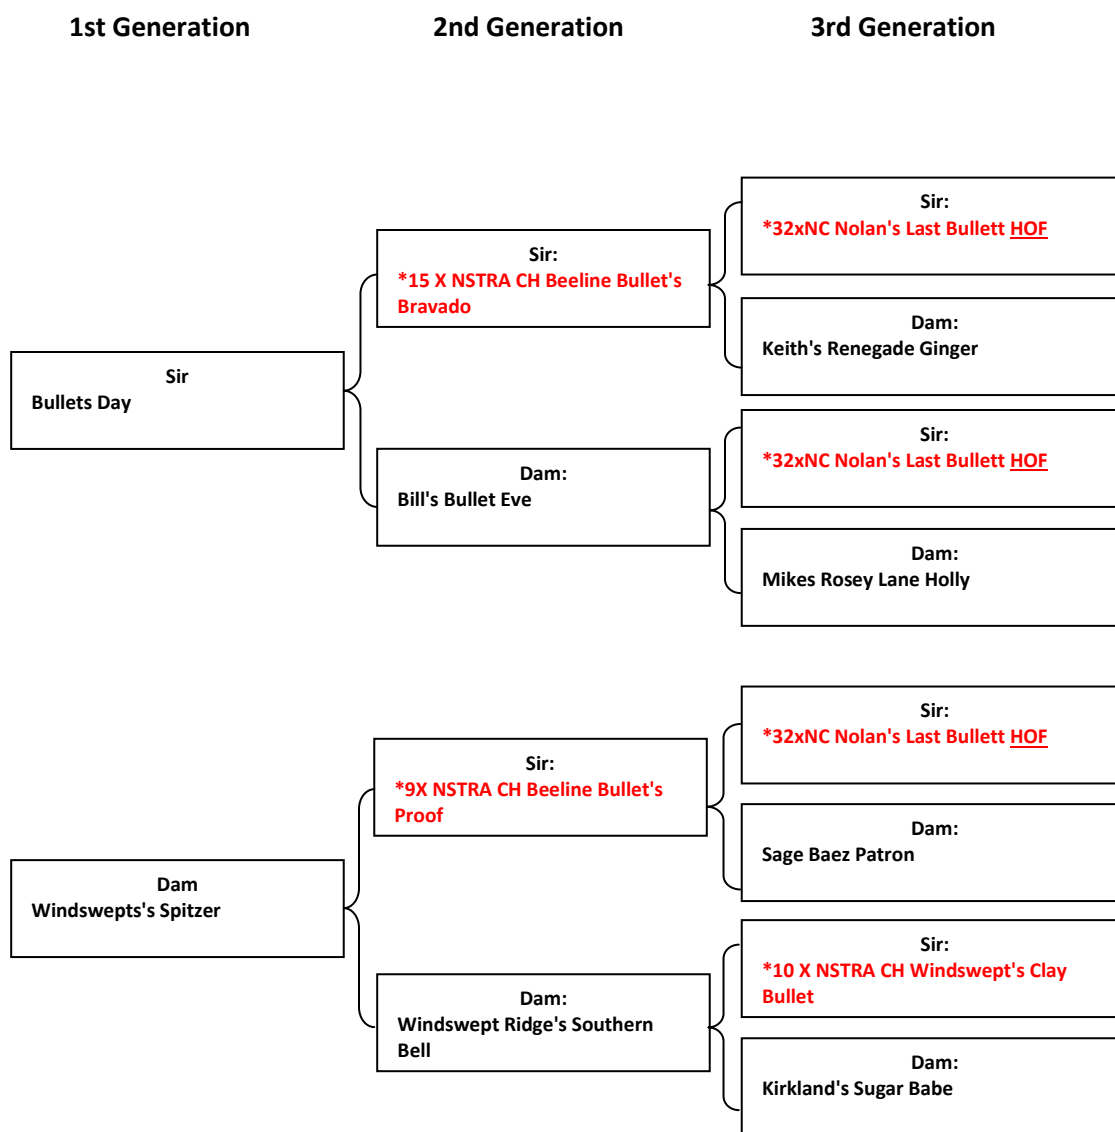 1st Generation
2nd Generation
3rd Generation
Sir:
*32xNC Nolan's Last Bullett HOF
Sir:
*15 X NSTRA CH Beeline Bullet's
Bravado
Dam:
Keith's Renegade Ginger
Sir
Bullets Day
Sir:
*32xNC Nolan's Last Bullett HOF
Dam:
Bill's Bullet Eve
Dam:
Mikes Rosey Lane Holly
Sir:
*32xNC Nolan's Last Bullett HOF
Sir:
*9X NSTRA CH Beeline Bullet's
Proof
Dam:
Sage Baez Patron
Dam
Windswepts's Spitzer
Sir:
*10 X NSTRA CH Windswept's Clay
Bullet
Dam:
Windswept Ridge's Southern
Bell
Dam:
Kirkland's Sugar Babe